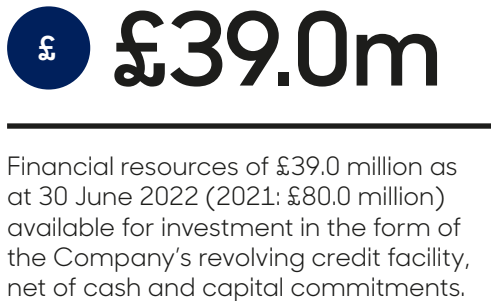 £
£39.0m
Financial resources of £39.0 million as
at 30 June 2022 (2021: £80.0 million)
available for investment in the form of
the Company’s revolving credit facility,
net of cash and capital commitments.